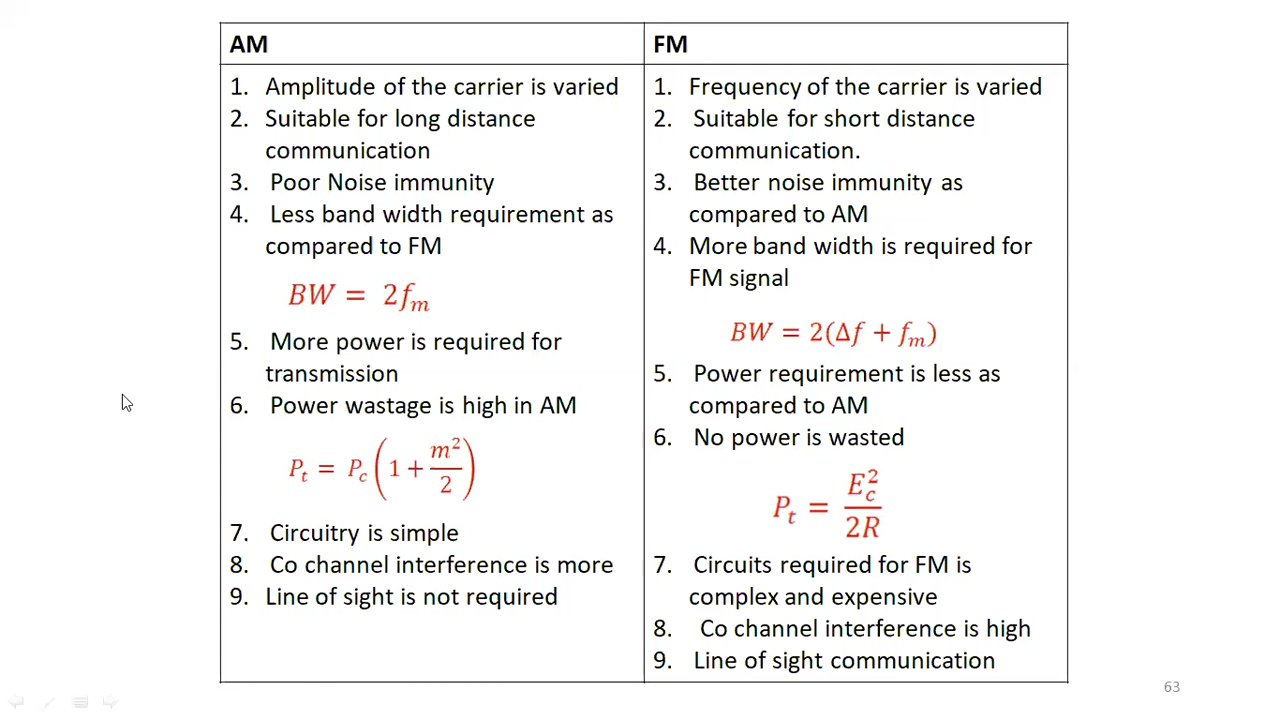 AM
1. Amplitude of the carrier is varied
2. Suitable for long distance
communication
3. Poor Noise immunity
4. Less band width requirement as
compared to FM
BW = 2f_m
5. More power is required for
transmission
6. Power wastage is high in AM
P_t = P_c (1 + m²/2)
7. Circuitry is simple
8. Co channel interference is more
9. Line of sight is not required
FM
1. Frequency of the carrier is varied
2. Suitable for short distance
communication.
3. Better noise immunity as
compared to AM
4. More band width is required for
FM signal
BW = 2(Δf + f_m)
5. Power requirement is less as
compared to AM
6. No power is wasted
P_t = E_c²/2R
7. Circuits required for FM is
complex and expensive
8. Co channel interference is high
9. Line of sight communication
63